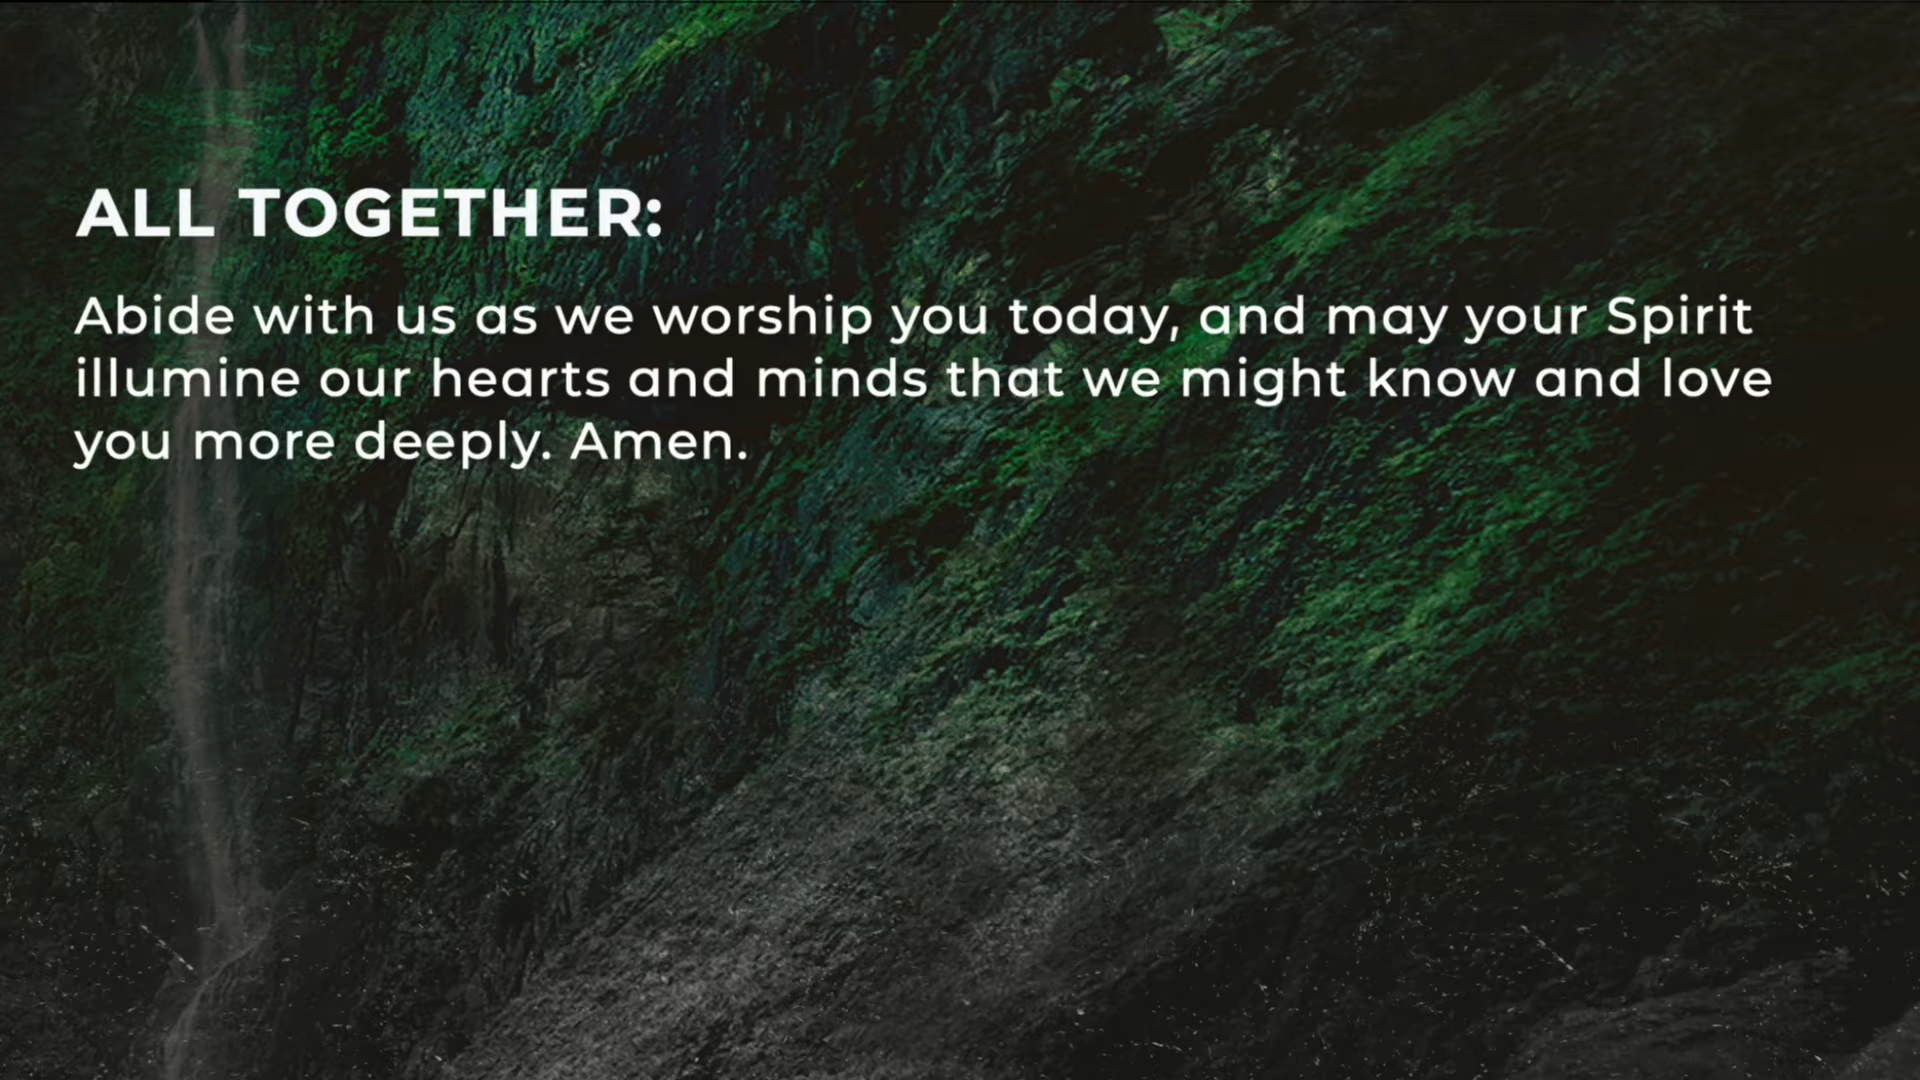 ALL TOGETHER:
Abide with us as we worship you today, and may your Spirit
illumine our hearts and minds that we might know and love
you more deeply. Amen.